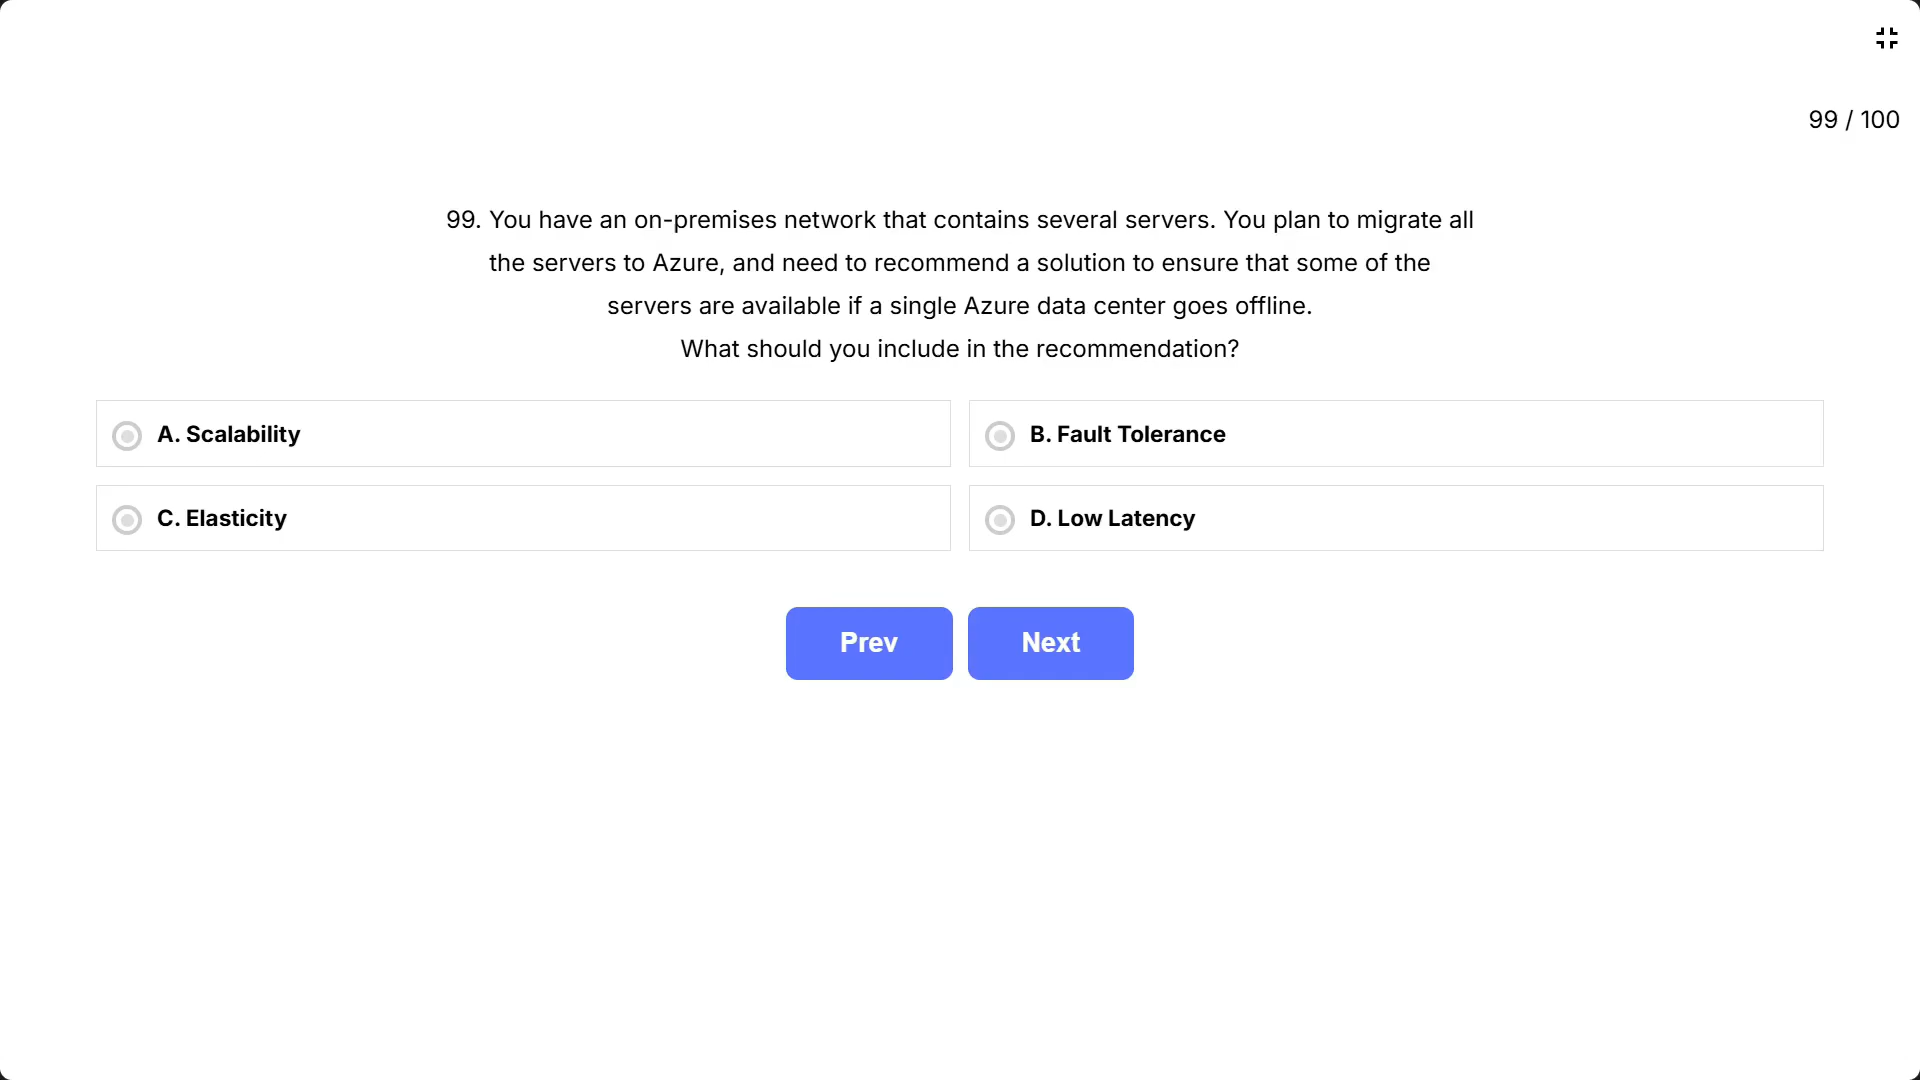 99 / 100
99. You have an on-premises network that contains several servers. You plan to migrate all
the servers to Azure, and need to recommend a solution to ensure that some of the
servers are available if a single Azure data center goes offline.
What should you include in the recommendation?
A. Scalability
B. Fault Tolerance
C. Elasticity
D. Low Latency
Prev
Next